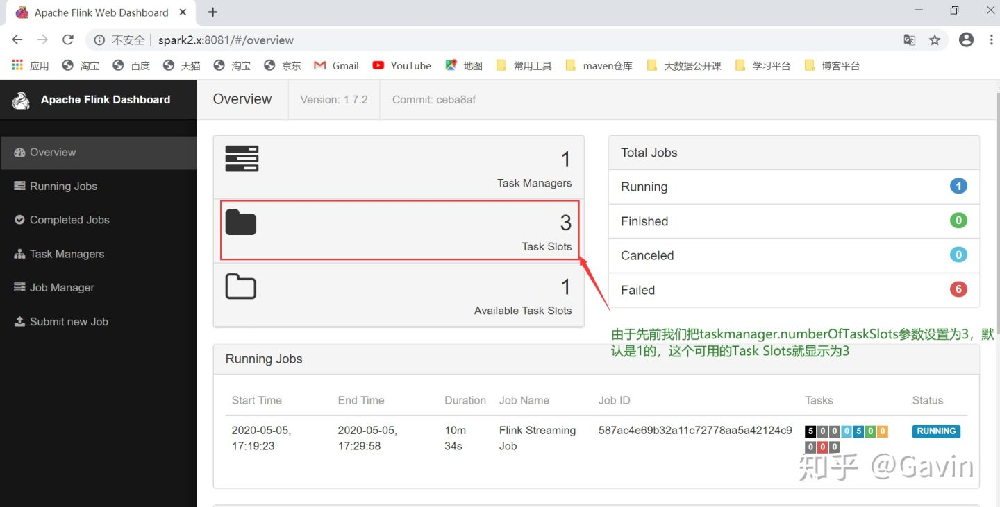 Apache Flink Web Dashboard
不安全 | spark2.x:8081/#/overview
应用 淘宝 百度 天猫 淘宝 京东 Gmail YouTube 地图 常用工具 maven仓库 大数据公开课 学习平台 博客平台
Apache Flink Dashboard
Overview
Running Jobs
Completed Jobs
Task Managers
Job Manager
Submit new Job
Overview Version: 1.7.2 Commit: ceba8af
1
Task Managers
3
Task Slots
1
Available Task Slots
Total Jobs
Running 1
Finished 0
Canceled 0
Failed 6
由于先前我们把taskmanager.numberOfTaskSlots参数设置为3，默
认是1的，这个可用的Task Slots就显示为3
Running Jobs
Start Time End Time Duration Job Name Job ID Tasks Status
2020-05-05, 2020-05-05, 10m Flink Streaming 587ac4e69b32a11c72778aa5a42124c9 5 0 0 0 5 0 0 RUNNING
17:19:23 17:29:58 34s Job 0 0 0
知乎 @Gavin